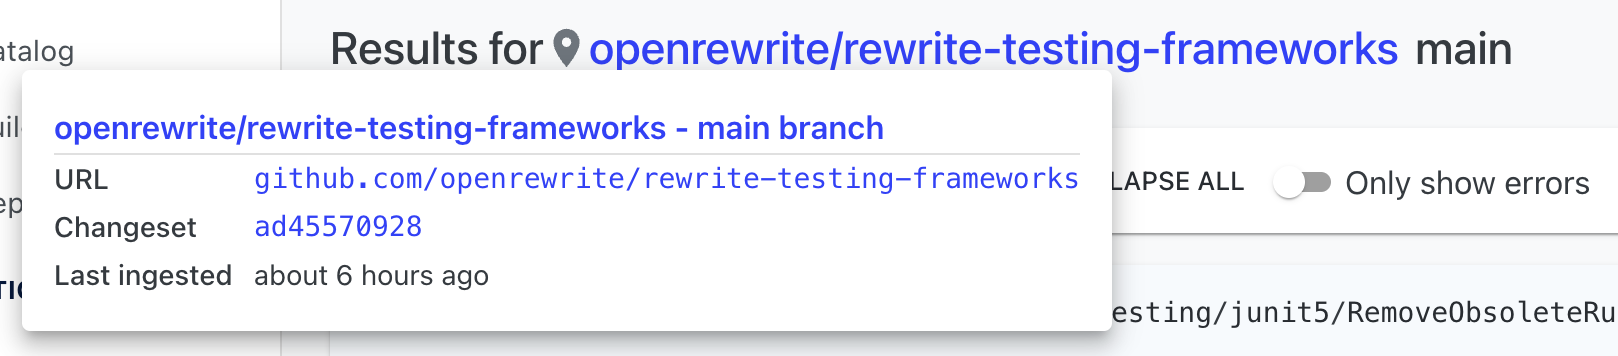 atalog
Results for openrewrite/rewrite-testing-frameworks main
openrewrite/rewrite-testing-frameworks - main branch
URL github.com/openrewrite/rewrite-testing-frameworks
Changeset ad45570928
Last ingested about 6 hours ago
LAPSE ALL
Only show errors
esting/junit5/RemoveObsoleteRu